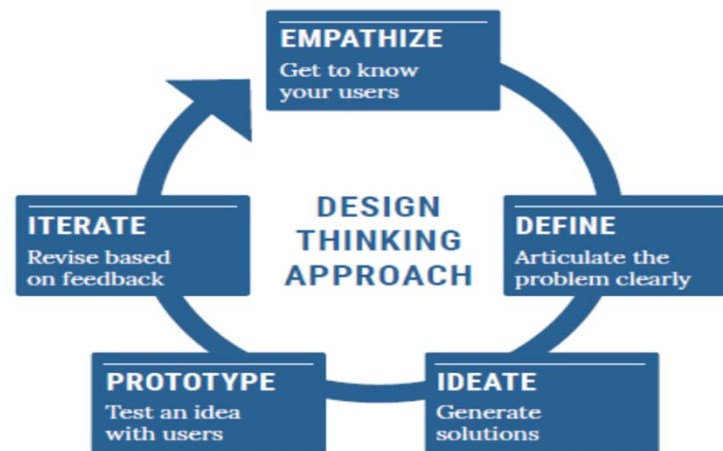 EMPATHIZE
Get to know
your users
DESIGN
THINKING
APPROACH
DEFINE
Articulate the
problem clearly
IDEATE
Generate
solutions
PROTOTYPE
Test an idea
with users
ITERATE
Revise based
on feedback